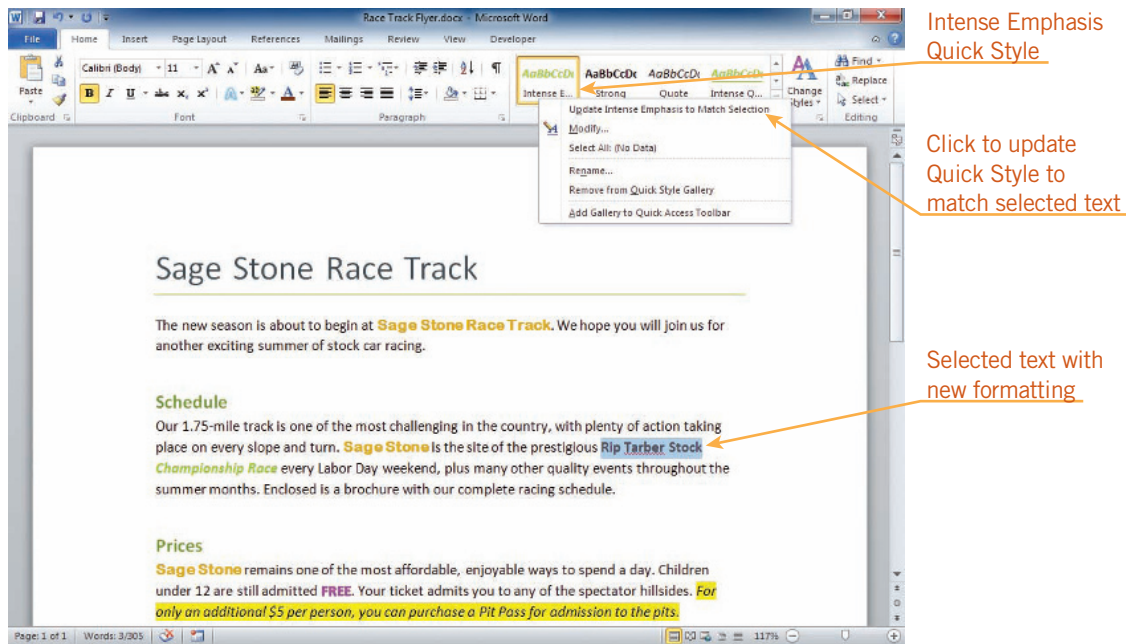 Race Track Flyer.docx - Microsoft Word
File Home Insert Page Layout References Mailings Review View Developer
Calibri (Body) 11
Paste
AaBbCcDc AaBbCcDc AaBbCcDc AaBbCcDc
Intense E... Strong Quote Intense Q...
Change Styles
Find
Replace
Select
Clipboard Font Paragraph Editing
Update Intense Emphasis to Match Selection
Modify...
Select All: (No Data)
Rename...
Remove from Quick Style Gallery
Add Gallery to Quick Access Toolbar
Intense Emphasis
Quick Style
Click to update
Quick Style to
match selected text
Selected text with
new formatting
Sage Stone Race Track
The new season is about to begin at Sage Stone Race Track. We hope you will join us for
another exciting summer of stock car racing.
Schedule
Our 1.75-mile track is one of the most challenging in the country, with plenty of action taking
place on every slope and turn. Sage Stone is the site of the prestigious Rip Tarber Stock
Championship Race every Labor Day weekend, plus many other quality events throughout the
summer months. Enclosed is a brochure with our complete racing schedule.
Prices
Sage Stone remains one of the most affordable, enjoyable ways to spend a day. Children
under 12 are still admitted FREE. Your ticket admits you to any of the spectator hillsides. For
only an additional $5 per person, you can purchase a Pit Pass for admission to the pits.
Page: 1 of 1 Words: 3/305 117%